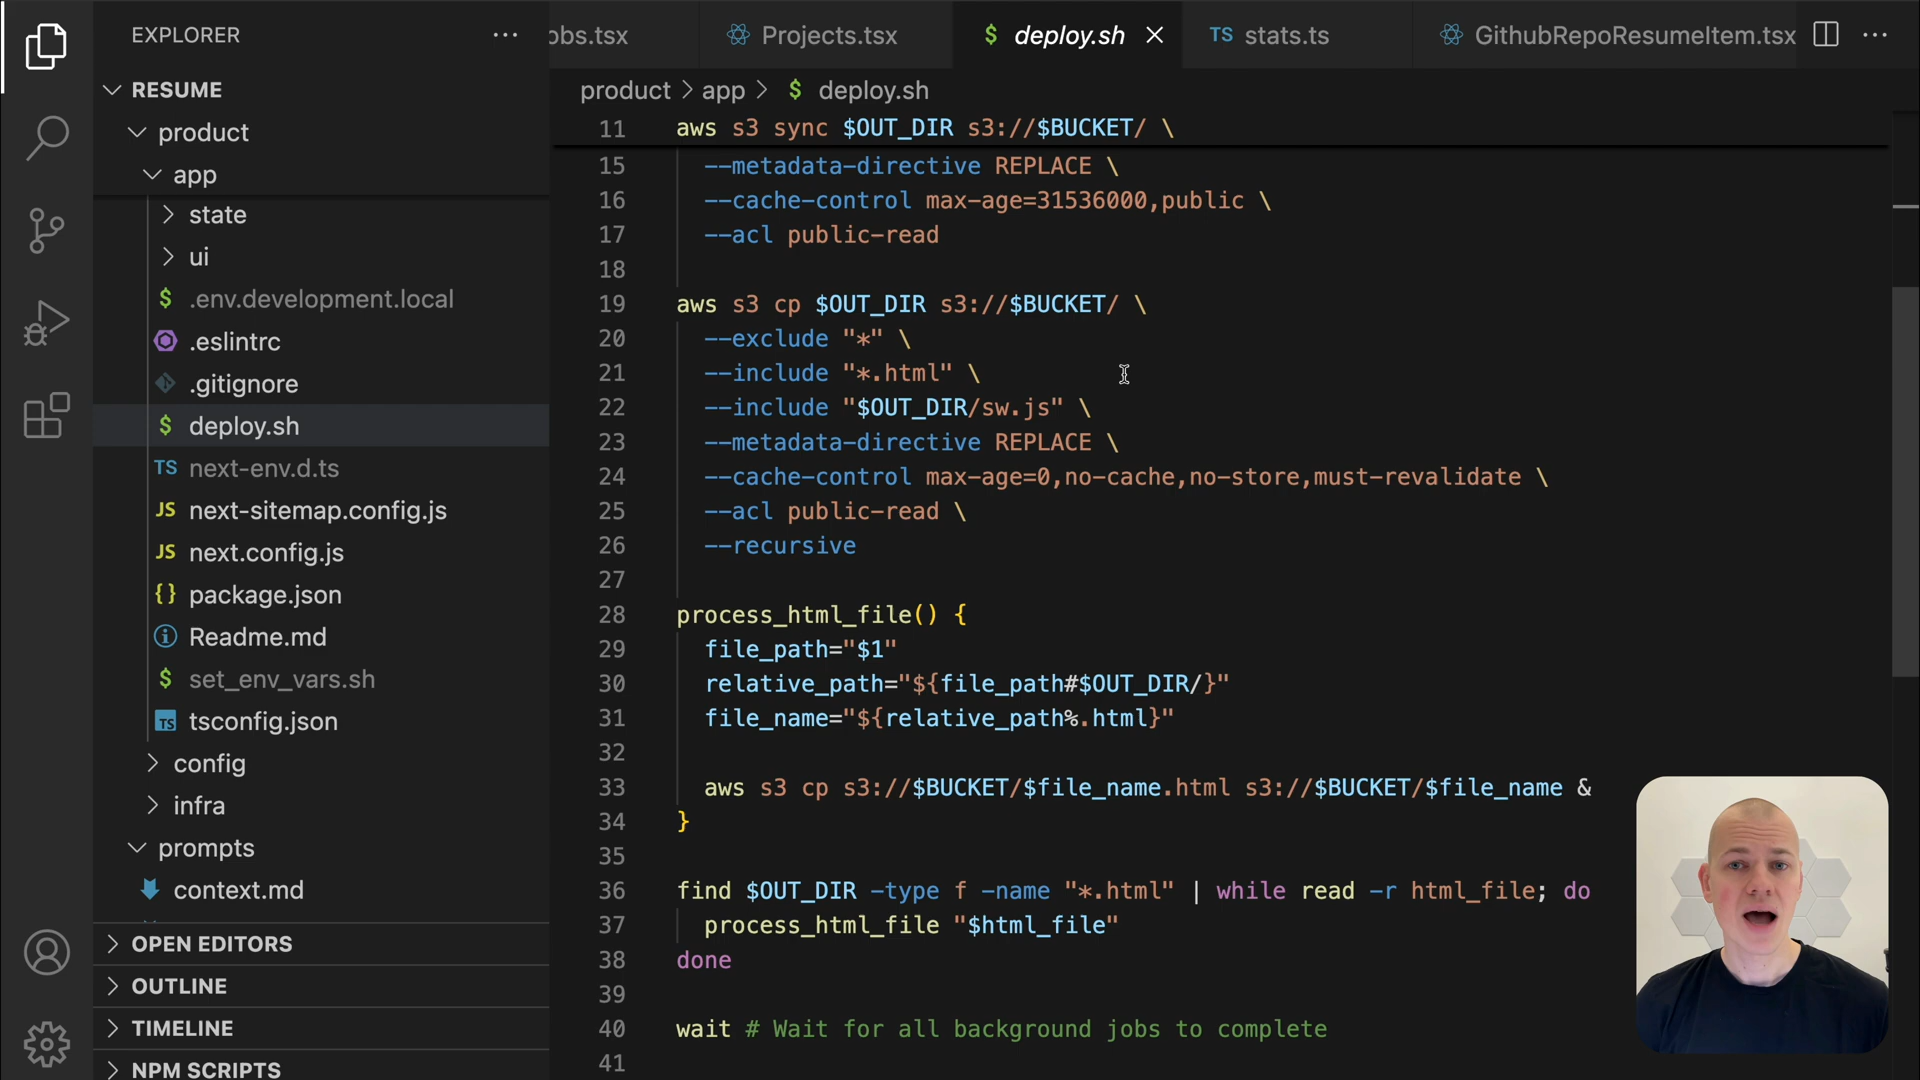 EXPLORER
RESUME
product
app
state
ui
.env.development.local
.eslintrc
.gitignore
deploy.sh
next-env.d.ts
next-sitemap.config.js
next.config.js
package.json
Readme.md
set_env_vars.sh
tsconfig.json
config
infra
prompts
context.md
OPEN EDITORS
OUTLINE
TIMELINE
NPM SCRIPTS
obs.tsx
Projects.tsx
deploy.sh
TS stats.ts
GithubRepoResumeItem.tsx
product > app > $ deploy.sh
11 aws s3 sync $OUT_DIR s3://$BUCKET/ \
15 --metadata-directive REPLACE \
16 --cache-control max-age=31536000,public \
17 --acl public-read
18
19 aws s3 cp $OUT_DIR s3://$BUCKET/ \
20 --exclude "*" \
21 --include "*.html" \
22 --include "$OUT_DIR/sw.js" \
23 --metadata-directive REPLACE \
24 --cache-control max-age=0,no-cache,no-store,must-revalidate \
25 --acl public-read \
26 --recursive
27
28 process_html_file() {
29 file_path="$1"
30 relative_path="${file_path#$OUT_DIR/}"
31 file_name="${relative_path%.html}"
32
33 aws s3 cp s3://$BUCKET/$file_name.html s3://$BUCKET/$file_name &
34 }
35
36 find $OUT_DIR -type f -name "*.html" | while read -r html_file; do
37 process_html_file "$html_file"
38 done
39
40 wait # Wait for all background jobs to complete
41